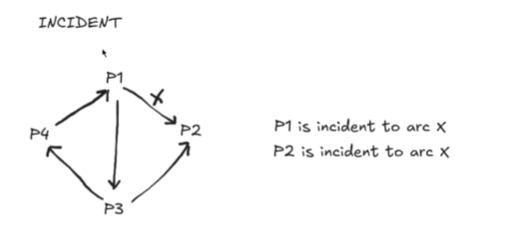 INCIDENT
P1
X
P4
P2
P3
P1 is incident to arc X
P2 is incident to arc X